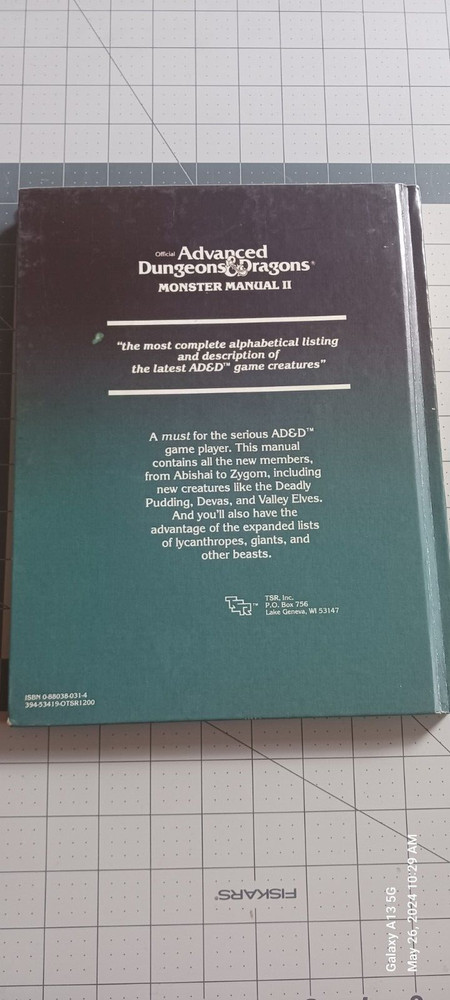 Official Advanced
Dungeons & Dragons®
MONSTER MANUAL II
"the most complete alphabetical listing
and description of
the latest AD&D™ game creatures"
A must for the serious AD&D™
game player. This manual
contains all the new members,
from Abishai to Zygom, including
new creatures like the Deadly
Pudding, Devas, and Valley Elves.
And you'll also have the
advantage of the expanded lists
of lycanthropes, giants, and
other beasts.
TSR™
TSR, Inc.
P.O. Box 756
Lake Geneva, WI 53147
ISBN 0-88038-031-4
394-53419-0TSR1200
FISKARS®
Galaxy A13 5G
May 26, 2024 10:29 AM